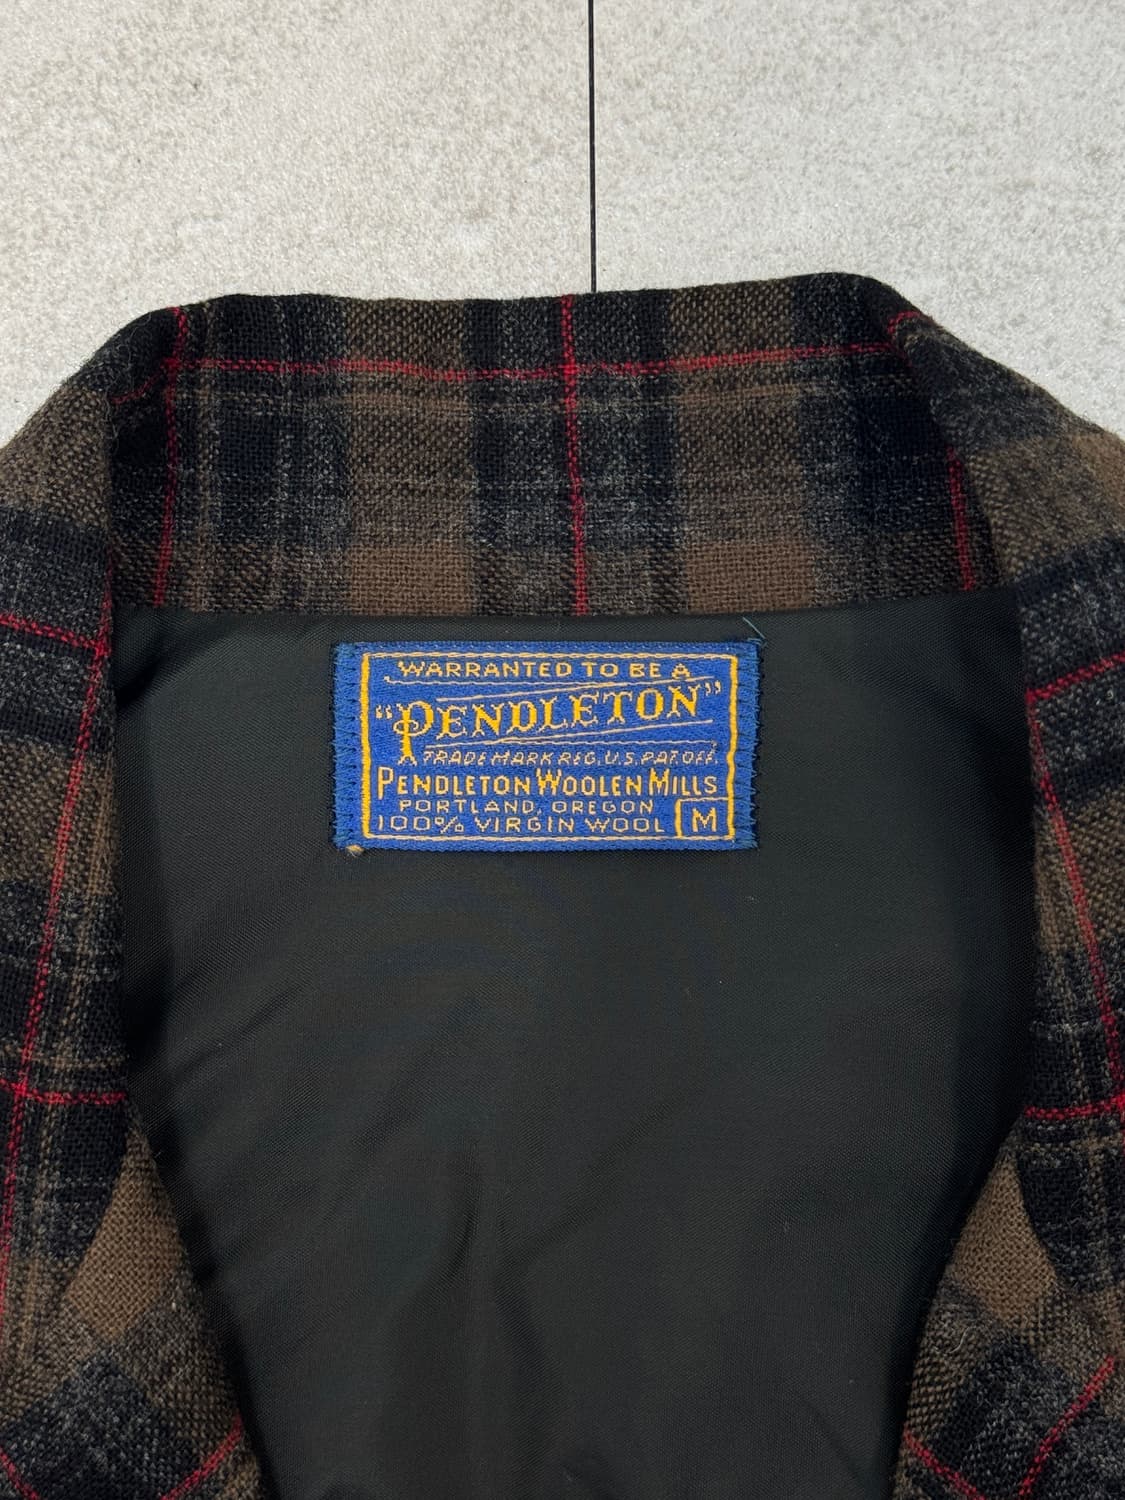 WARRANTED TO BE A
"PENDLETON"
TRADE MARK REG. U.S. PAT. OFF.
PENDLETON WOOLEN MILLS
PORTLAND, OREGON
100% VIRGIN WOOL M